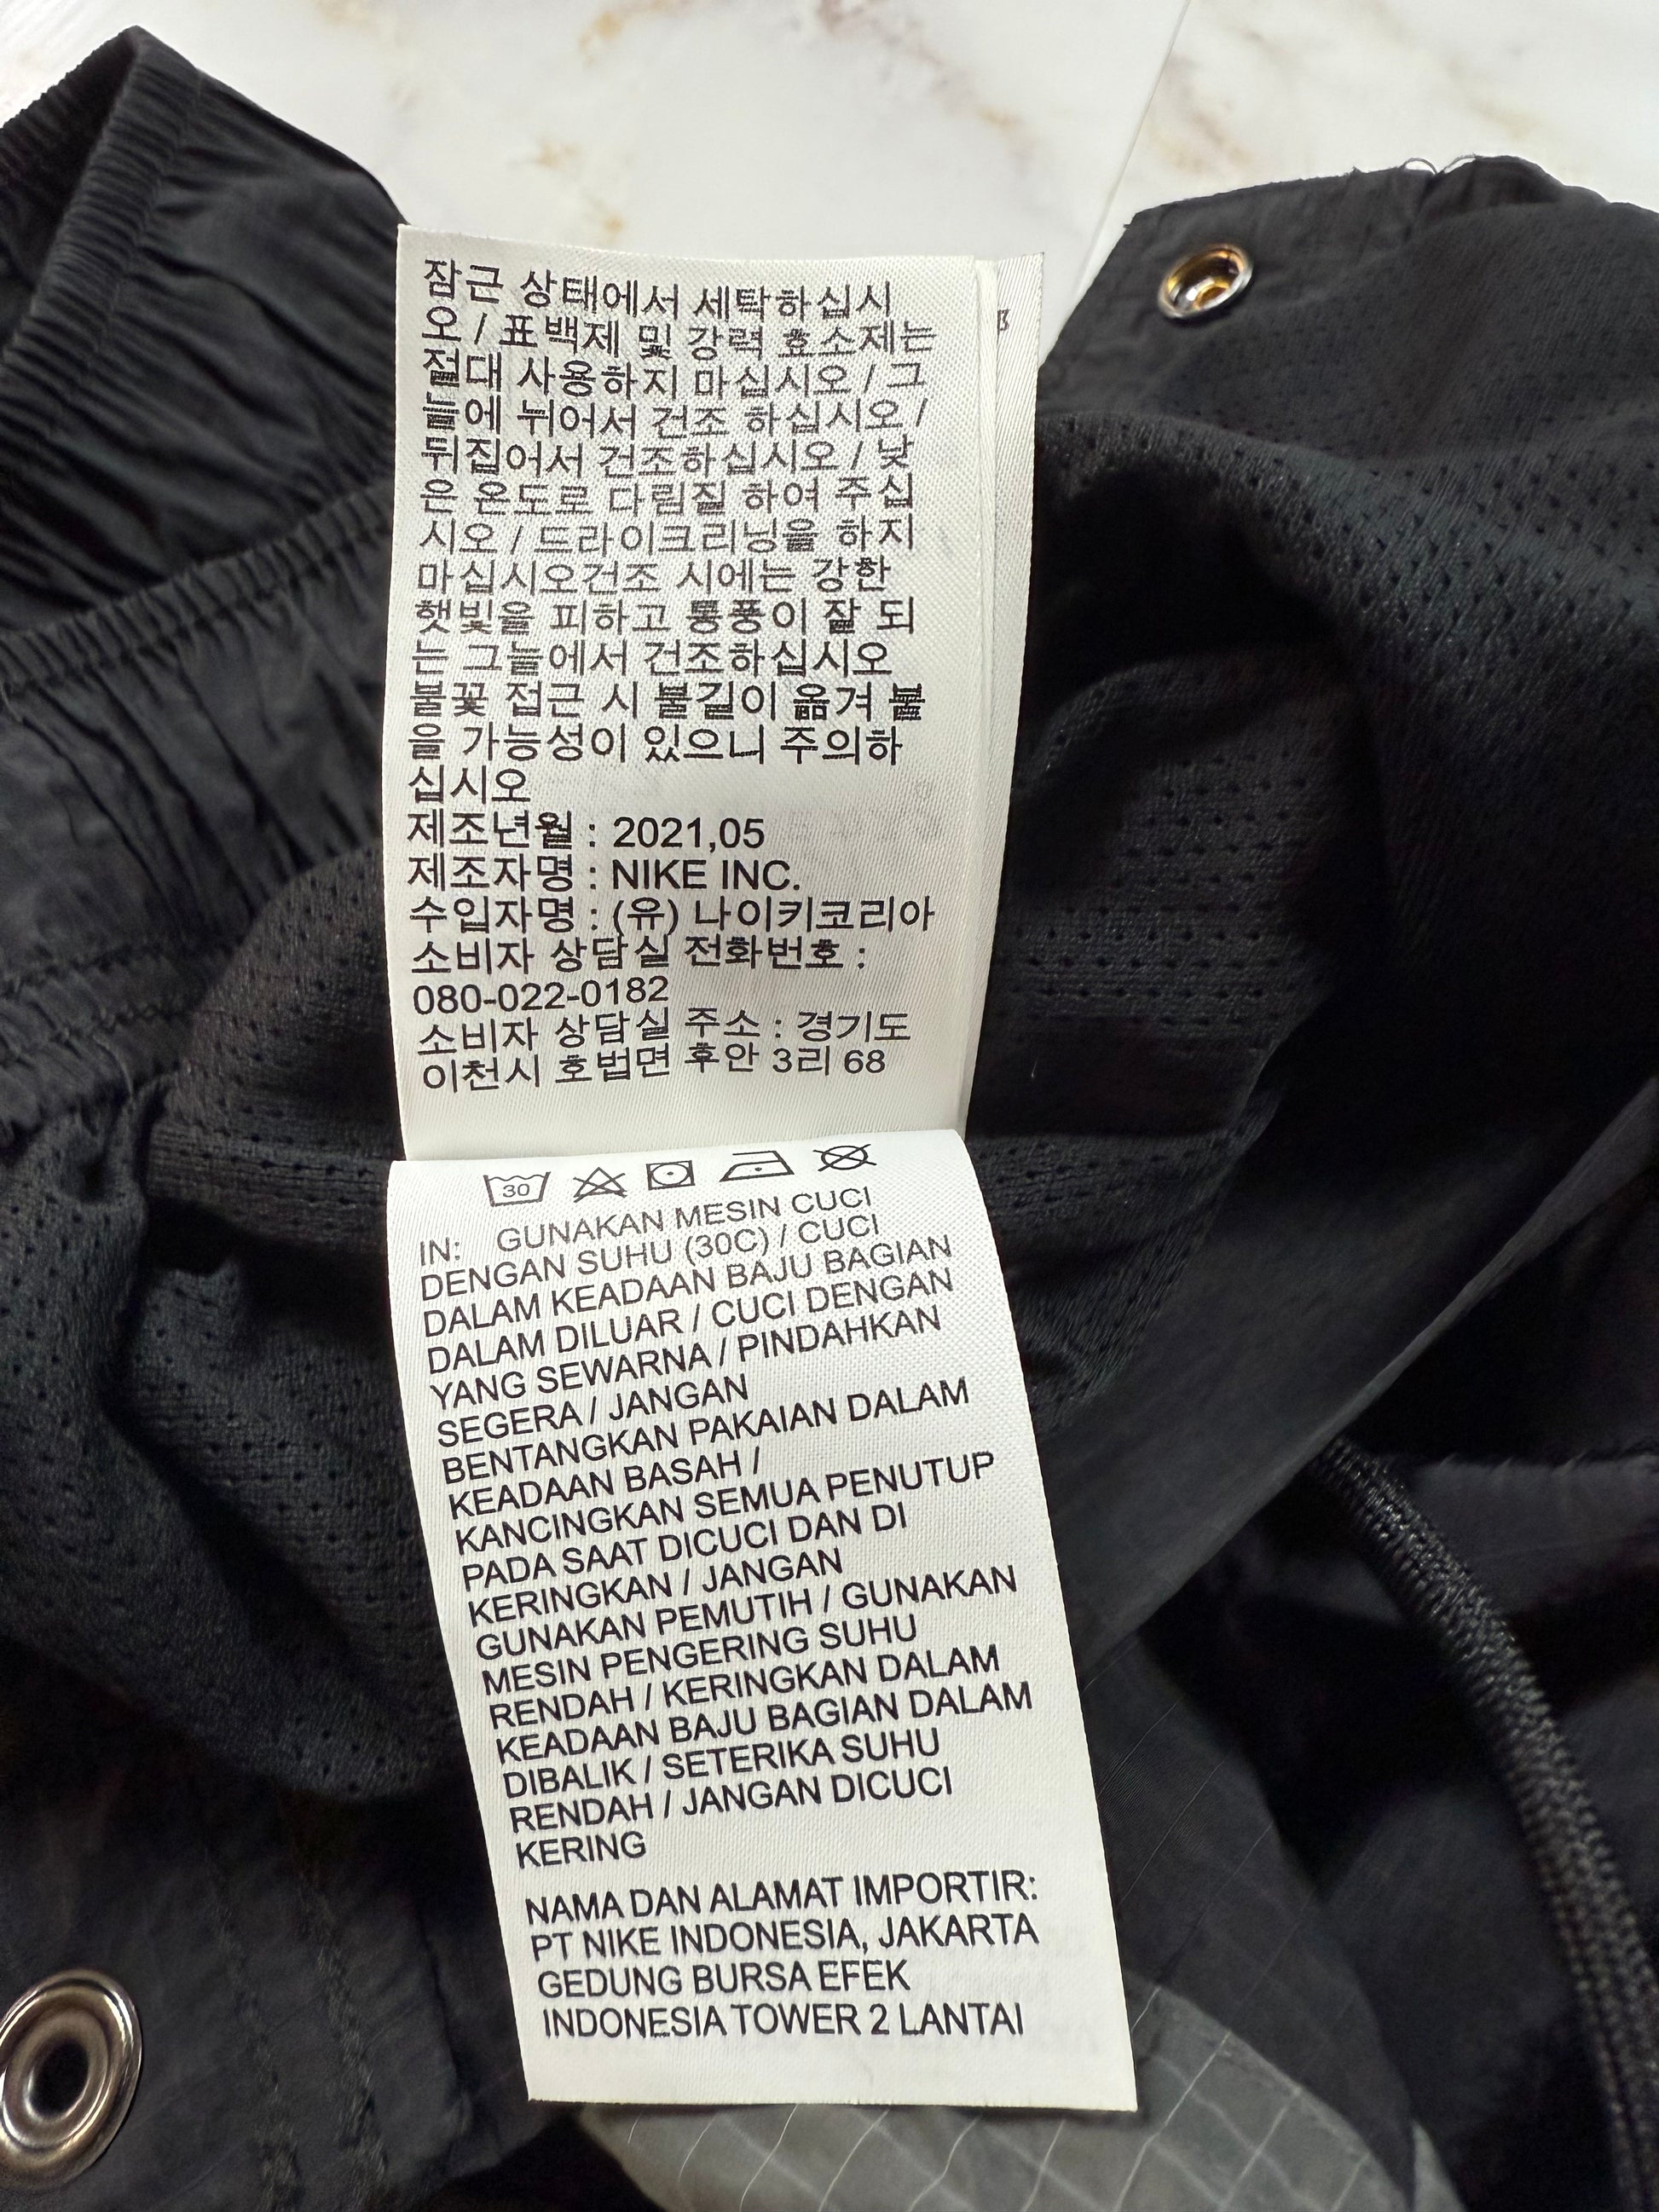 잠근 상태에서 세탁하십시
오 / 표백제 및 강력 효소제는
절대 사용하지 마십시오 / 그
늘에 뉘어서 건조 하십시오 /
뒤집어서 건조하십시오 / 낮
은 온도로 다림질 하여 주십
시오 / 드라이크리닝을 하지
마십시오건조 시에는 강한
햇빛을 피하고 통풍이 잘 되
는 그늘에서 건조하십시오
불꽃 접근 시 불길이 옮겨 붙
을 가능성이 있으니 주의하
십시오
제조년월 : 2021,05
제조자명 : NIKE INC.
수입자명 : (유) 나이키코리아
소비자 상담실 전화번호 :
080-022-0182
소비자 상담실 주소 : 경기도
이천시 호법면 후안 3리 68
30
IN: GUNAKAN MESIN CUCI
DENGAN SUHU (30C) / CUCI
DALAM KEADAAN BAJU BAGIAN
DALAM DILUAR / CUCI DENGAN
YANG SEWARNA / PINDAHKAN
SEGERA / JANGAN
BENTANGKAN PAKAIAN DALAM
KEADAAN BASAH /
KANCINGKAN SEMUA PENUTUP
PADA SAAT DICUCI DAN DI
KERINGKAN / JANGAN
GUNAKAN PEMUTIH / GUNAKAN
MESIN PENGERING SUHU
RENDAH / KERINGKAN DALAM
KEADAAN BAJU BAGIAN DALAM
DIBALIK / SETERIKA SUHU
RENDAH / JANGAN DICUCI
KERING
NAMA DAN ALAMAT IMPORTIR:
PT NIKE INDONESIA, JAKARTA
GEDUNG BURSA EFEK
INDONESIA TOWER 2 LANTAI